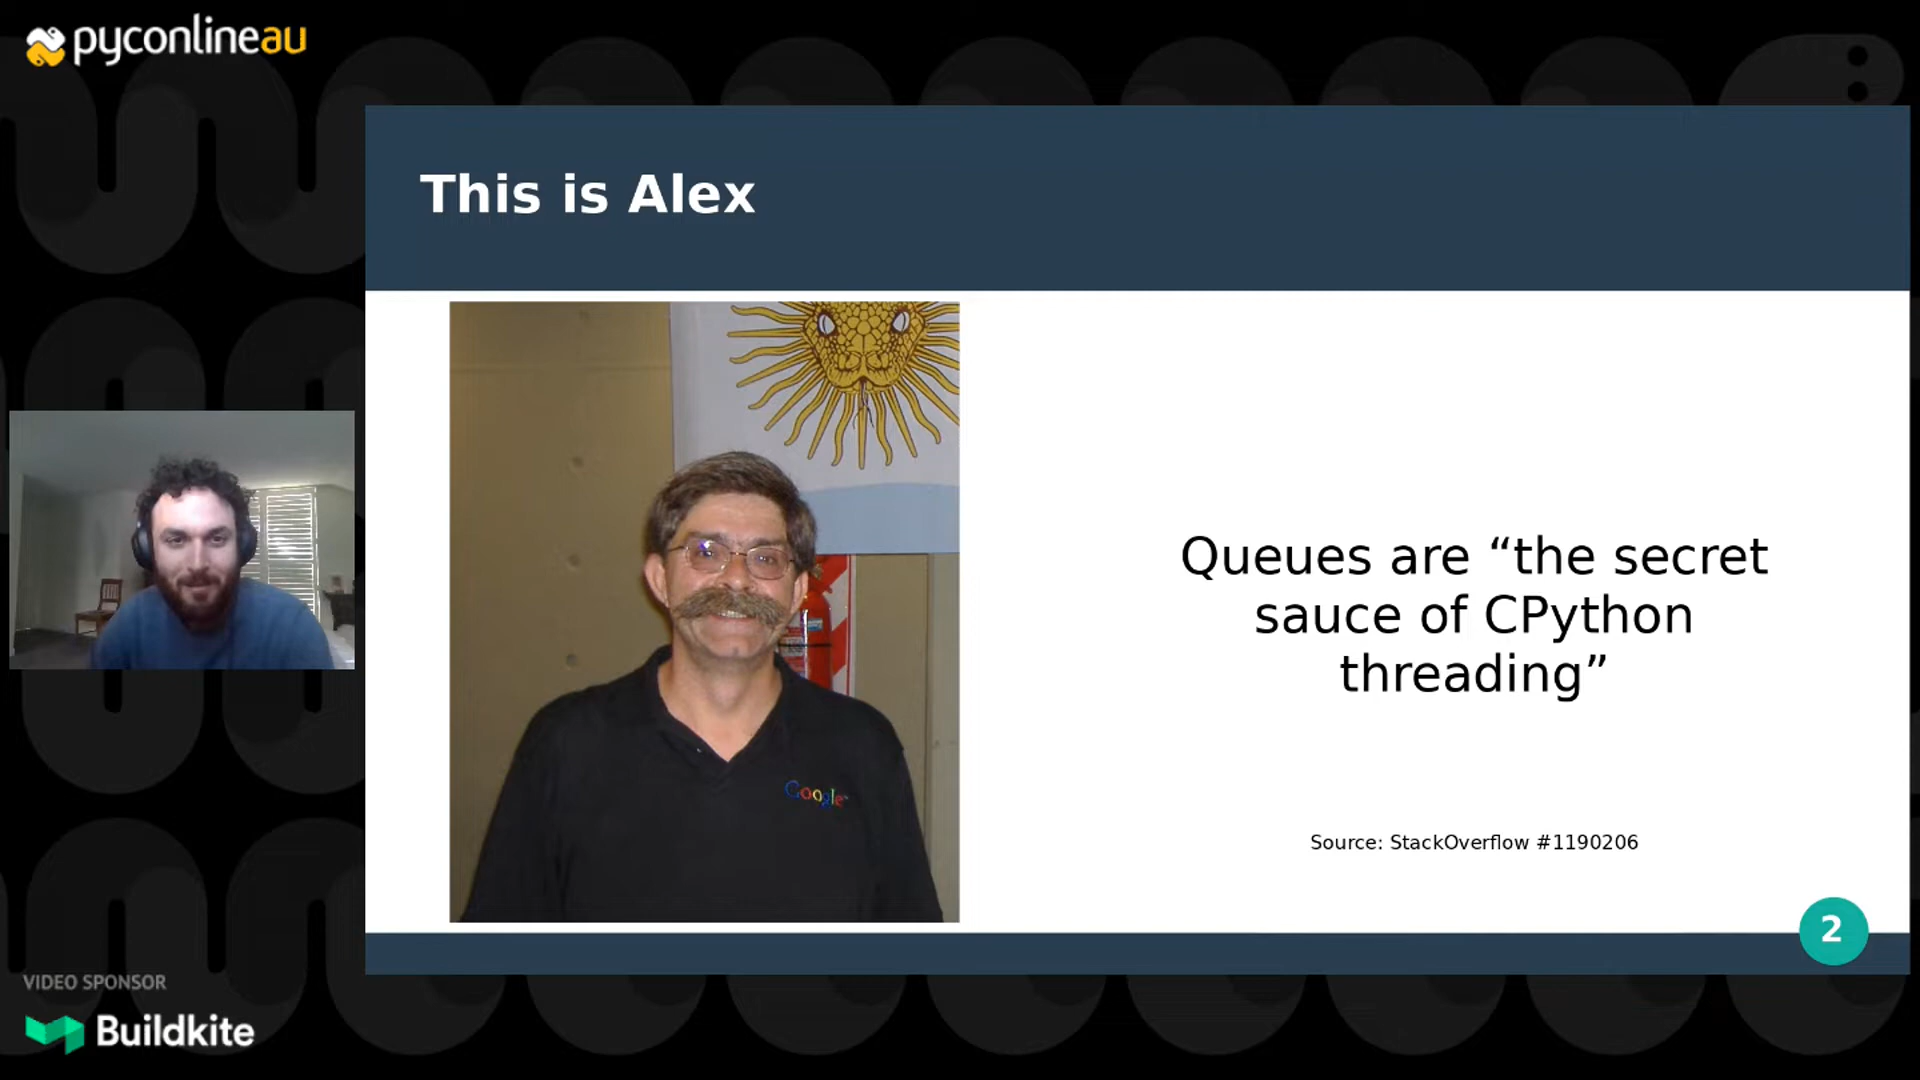 pyconlineau
This is Alex
Queues are “the secret
sauce of CPython
threading”
Google
Source: StackOverflow #1190206
2
VIDEO SPONSOR
Buildkite